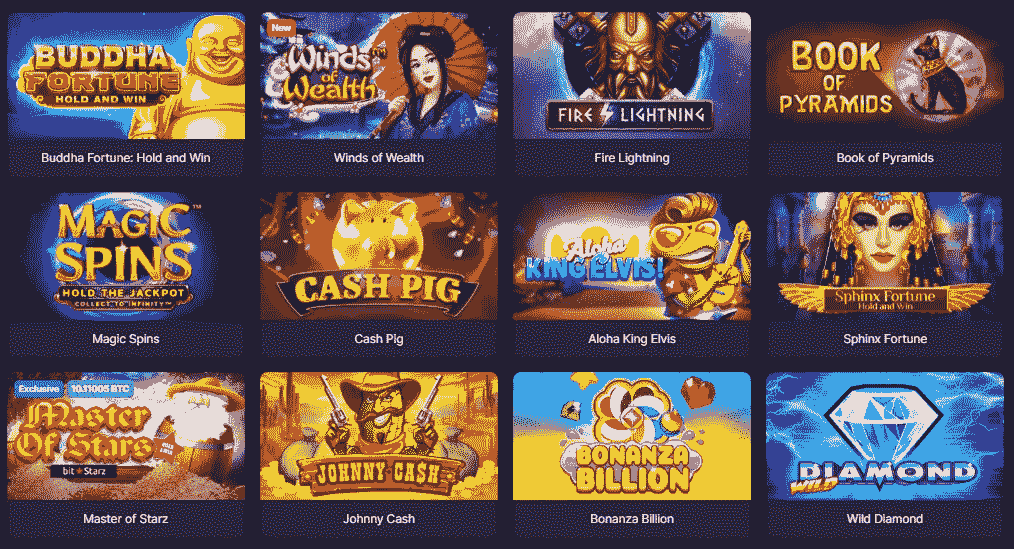 BUDDHA
FORTUNE
HOLD AND WIN
Buddha Fortune: Hold and Win
New
Winds
of
Wealth
Winds of Wealth
FIRE LIGHTNING
Fire Lightning
BOOK
OF
PYRAMIDS
Book of Pyramids
MAGIC
SPINS
HOLD THE JACKPOT
COLLECT TO INFINITY™
Magic Spins
CASH PIG
Cash Pig
Aloha
KING ELVIS!
Aloha King Elvis
Sphinx Fortune
Hold and Win
Sphinx Fortune
Exclusive
10.11005 BTC
Master
Of Stars
bit★Starz
Master of Starz
JOHNNY CA$H
Johnny Cash
BONANZA
BILLION
Bonanza Billion
WILD DIAMOND
Wild Diamond